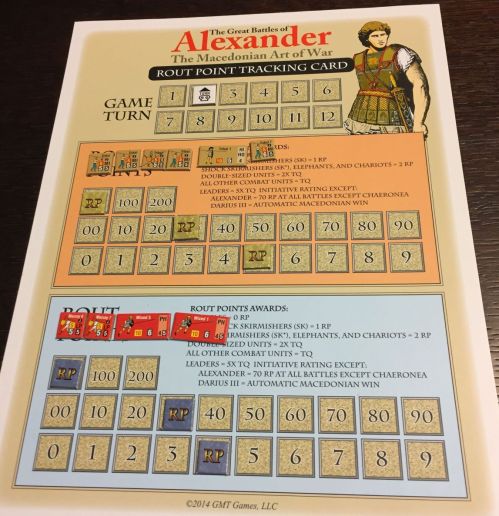 The Great Battles of
Alexander
The Macedonian Art of War
ROUT POINT TRACKING CARD
GAME TURN
1 3 4 5 6
7 8 9 10 11 12
SKIRMISHERS (SK) = 1 RP
SHOCK SKIRMISHERS (SK*), ELEPHANTS, AND CHARIOTS = 2 RP
DOUBLE-SIZED UNITS = 2X TQ
ALL OTHER COMBAT UNITS = TQ
LEADERS = 5X TQ INITIATIVE RATING EXCEPT:
ALEXANDER = 70 RP AT ALL BATTLES EXCEPT CHAERONEA
DARIUS III = AUTOMATIC MACEDONIAN WIN
RP 100 200
00 10 20 RP 40 50 60 70 80 90
0 1 2 3 4 RP 6 7 8 9
ROUT
ROUT POINTS AWARDS:
0 RP
SKIRMISHERS (SK) = 1 RP
SKIRMISHERS (SK*), ELEPHANTS, AND CHARIOTS = 2 RP
DOUBLE-SIZED UNITS = 2X TQ
ALL OTHER COMBAT UNITS = TQ
LEADERS = 5X TQ INITIATIVE RATING EXCEPT:
ALEXANDER = 70 RP AT ALL BATTLES EXCEPT CHAERONEA
DARIUS III = AUTOMATIC MACEDONIAN WIN
RP 100 200
00 10 20 RP 40 50 60 70 80 90
0 1 2 3 RP 5 6 7 8 9
©2014 GMT Games, LLC